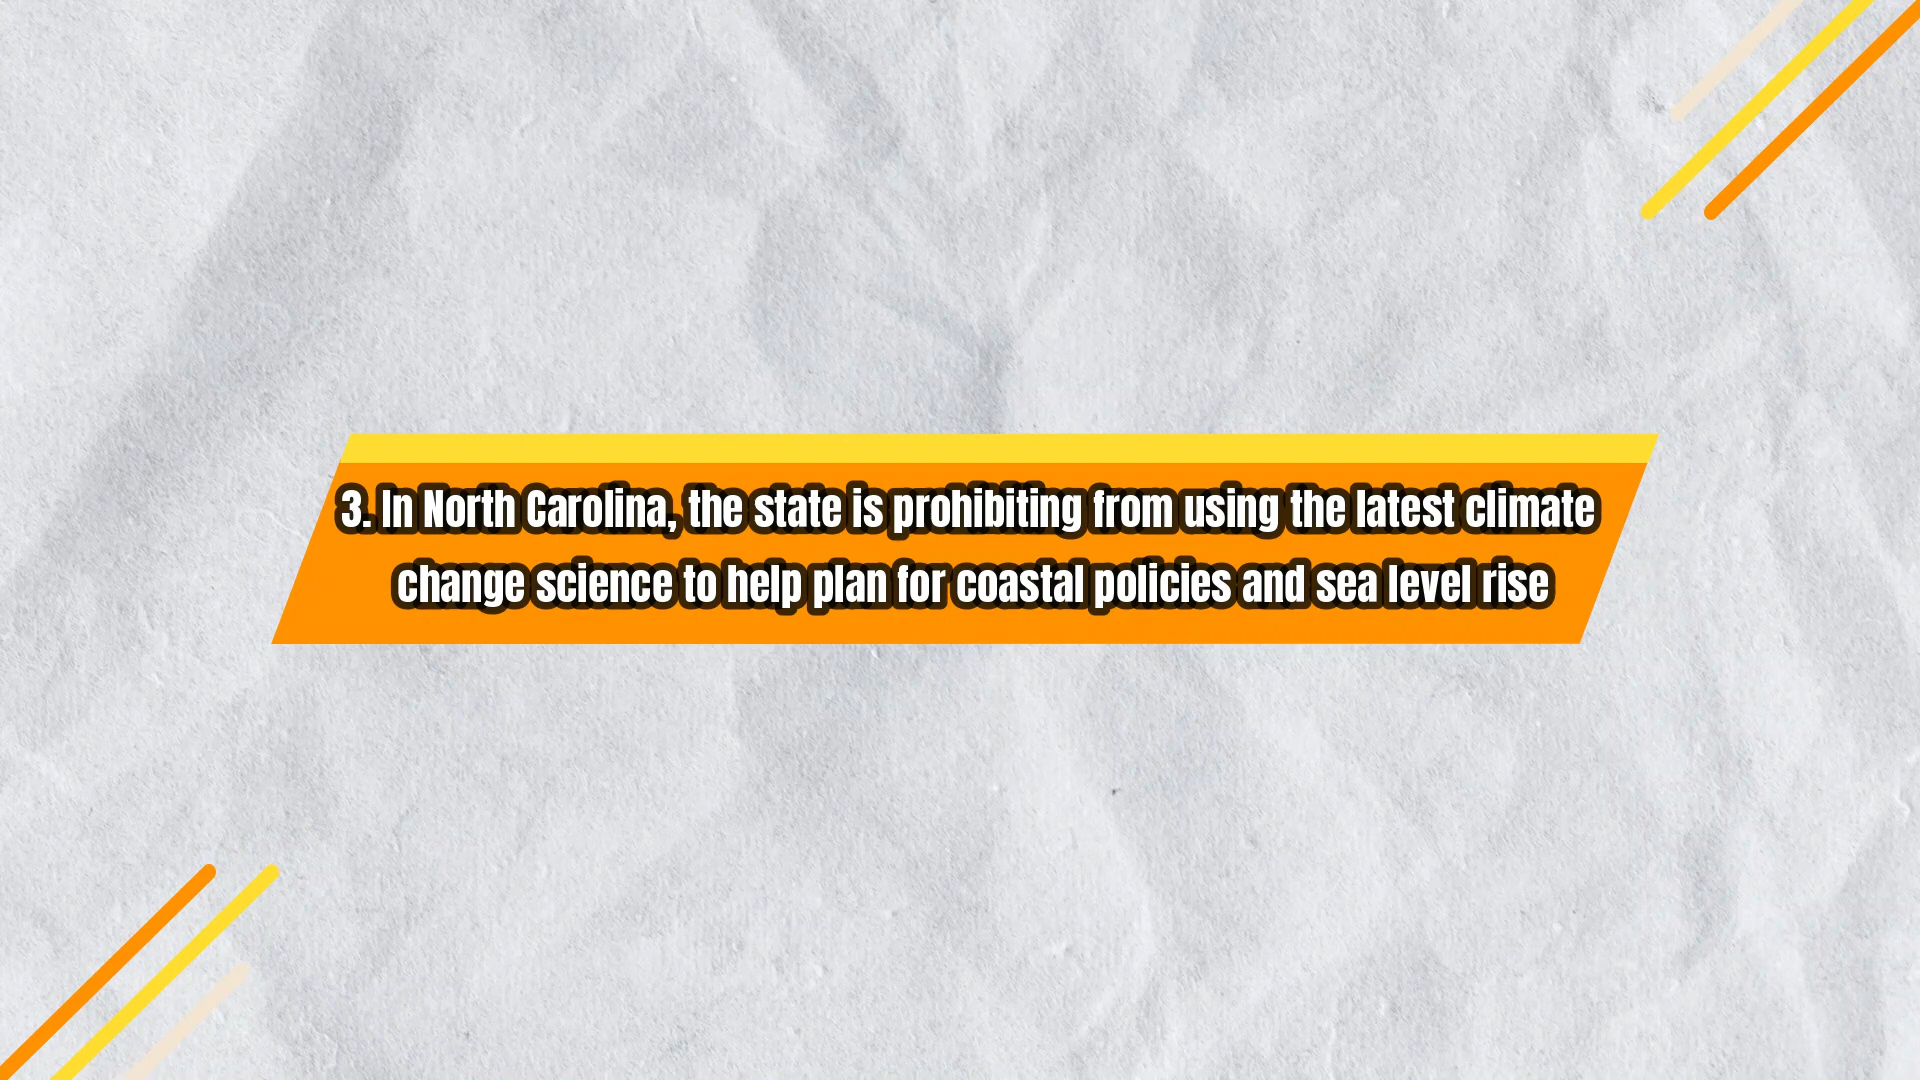 3. In North Carolina, the state is prohibiting from using the latest climate
change science to help plan for coastal policies and sea level rise